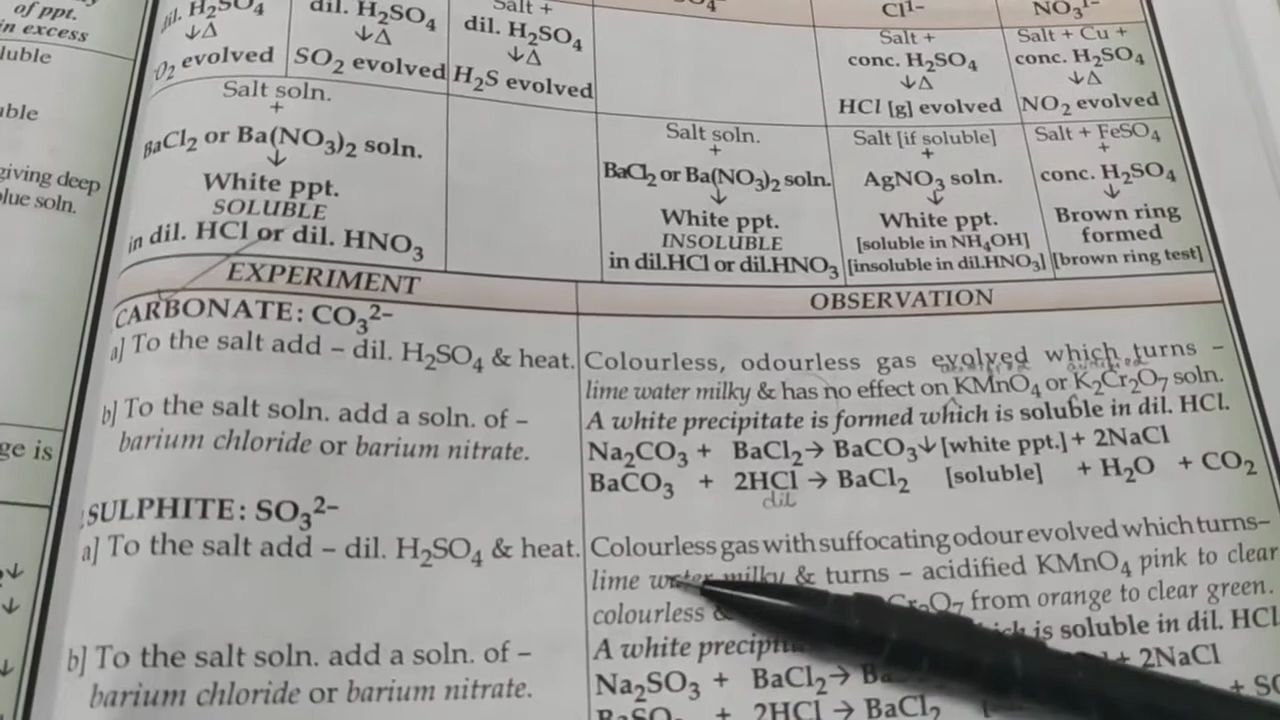 of ppt.
in excess
dil. H₂SO₄
↓Δ
evolved
dil. H₂SO₄
↓Δ
SO₂ evolved
Salt +
dil. H₂SO₄
↓Δ
H₂S evolved
Cl¹⁻
Salt +
conc. H₂SO₄
↓Δ
HCl [g] evolved
NO₃¹⁻
Salt + Cu +
conc. H₂SO₄
↓Δ
NO₂ evolved
giving deep
Salt soln.
+
BaCl₂ or Ba(NO₃)₂ soln.
↓
White ppt.
SOLUBLE
in dil. HCl or dil. HNO₃
Salt soln.
+
BaCl₂ or Ba(NO₃)₂ soln.
↓
White ppt.
INSOLUBLE
in dil.HCl or dil.HNO₃
Salt [if soluble]
+
AgNO₃ soln.
↓
White ppt.
[soluble in NH₄OH]
[insoluble in dil.HNO₃]
Salt + FeSO₄
+
conc. H₂SO₄
↓
Brown ring
formed
[brown ring test]
EXPERIMENT
OBSERVATION
CARBONATE: CO₃²⁻
a] To the salt add – dil. H₂SO₄ & heat.
Colourless, odourless gas evolved which turns –
lime water milky & has no effect on KMnO₄ or K₂Cr₂O₇ soln.
b] To the salt soln. add a soln. of –
barium chloride or barium nitrate.
A white precipitate is formed which is soluble in dil. HCl.
Na₂CO₃ + BaCl₂→ BaCO₃↓ [white ppt.] + 2NaCl
BaCO₃ + 2HCl → BaCl₂ [soluble] + H₂O + CO₂
dil
SULPHITE: SO₃²⁻
a] To the salt add – dil. H₂SO₄ & heat.
Colourless gas with suffocating odour evolved which turns–
lime water milky & turns – acidified KMnO₄ pink to clear
colourless & Cr₂O₇ from orange to clear green.
b] To the salt soln. add a soln. of –
barium chloride or barium nitrate.
A white is soluble in dil. HCl
Na₂SO₃ + BaCl₂→ + 2NaCl
+ 2HCl → BaCl₂